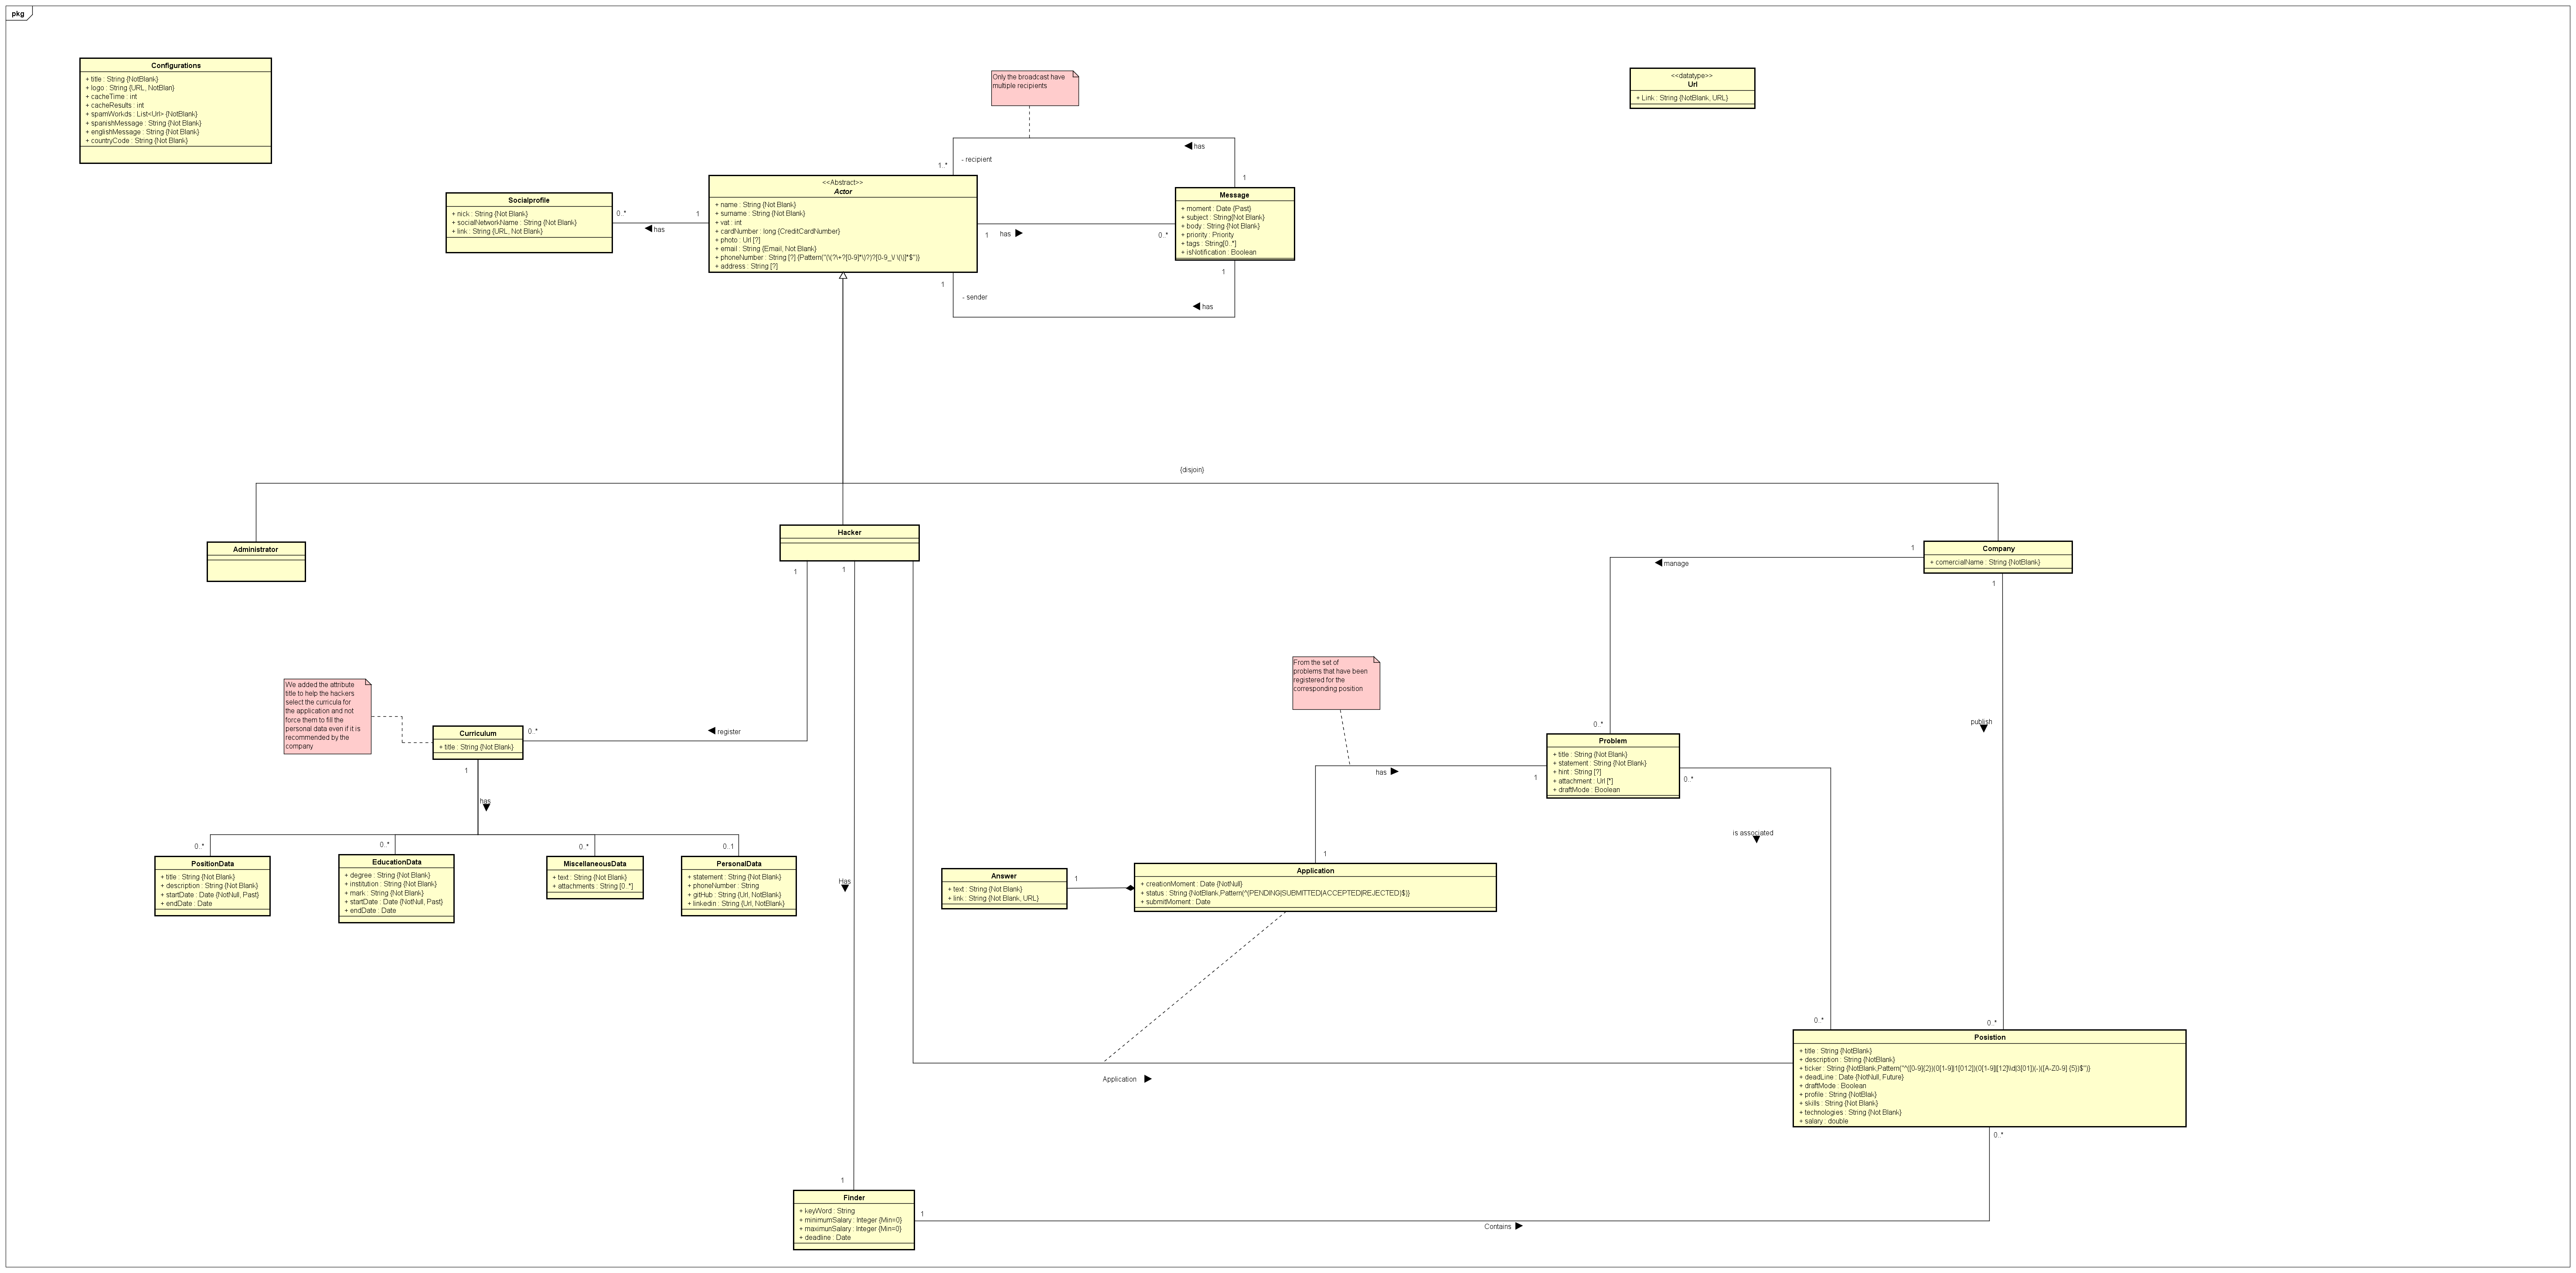 pkg
Configurations
+ title : String {NotBlank}
+ logo : String {URL, NotBlan}
+ cacheTime : int
+ cacheResults : int
+ spamWorkds : List<Url> {NotBlank}
+ spanishMessage : String {Not Blank}
+ englishMessage : String {Not Blank}
+ countryCode : String {Not Blank}
Only the broadcast have
multiple recipients
<<datatype>>
Url
+ Link : String {NotBlank, URL}
has
1..*
- recipient
1
Socialprofile
+ nick : String {Not Blank}
+ socialNetworkName : String {Not Blank}
+ link : String {URL, Not Blank}
0..*
1
has
<<Abstract>>
Actor
+ name : String {Not Blank}
+ surname : String {Not Blank}
+ vat : int
+ cardNumber : long {CreditCardNumber}
+ photo : Url [?]
+ email : String {Email, Not Blank}
+ phoneNumber : String [?] {Pattern("(\(?\+?[0-9]*\)?)?[0-9_\/ \(\)]*$")}
+ address : String [?]
1
has
0..*
Message
+ moment : Date {Past}
+ subject : String{Not Blank}
+ body : String {Not Blank}
+ priority : Priority
+ tags : String[0..*]
+ isNotification : Boolean
1
1
- sender
has
{disjoin}
Administrator
Hacker
Company
+ comercialName : String {NotBlank}
1
1
1
1
manage
We added the attribute
title to help the hackers
select the curricula for
the application and not
force them to fill the
personal data even if it is
recommended by the
company
Curriculum
+ title : String {Not Blank}
0..*
register
1
has
From the set of
problems that have been
registered for the
corresponding position
0..*
publish
Problem
+ title : String {Not Blank}
+ statement : String {Not Blank}
+ hint : String [?]
+ attachment : Url [*]
+ draftMode : Boolean
has
1
0..*
is associated
0..*
0..*
0..*
0..1
PositionData
+ title : String {Not Blank}
+ description : String {Not Blank}
+ startDate : Date {NotNull, Past}
+ endDate : Date
EducationData
+ degree : String {Not Blank}
+ institution : String {Not Blank}
+ mark : String {Not Blank}
+ startDate : Date {NotNull, Past}
+ endDate : Date
MiscellaneousData
+ text : String {Not Blank}
+ attachments : String [0..*]
PersonalData
+ statement : String {Not Blank}
+ phoneNumber : String
+ gitHub : String {Url, NotBlank}
+ linkedin : String {Url, NotBlank}
Has
Answer
+ text : String {Not Blank}
+ link : String {Not Blank, URL}
1
1
Application
+ creationMoment : Date {NotNull}
+ status : String {NotBlank,Pattern(^(PENDING|SUBMITTED|ACCEPTED|REJECTED)$)}
+ submitMoment : Date
0..*
0..*
Posistion
+ title : String {NotBlank}
+ description : String {NotBlank}
+ ticker : String {NotBlank,Pattern("^([0-9]{2})(0[1-9]|1[012])(0[1-9]|[12]\\d|3[01])(-)([A-Z0-9] {5})$")}
+ deadLine : Date {NotNull, Future}
+ draftMode : Boolean
+ profile : String {NotBlak}
+ skills : String {Not Blank}
+ technologies : String {Not Blank}
+ salary : double
Application
0..*
1
Finder
+ keyWord : String
+ minimumSalary : Integer {Min=0}
+ maximunSalary : Integer {Min=0}
+ deadline : Date
1
Contains